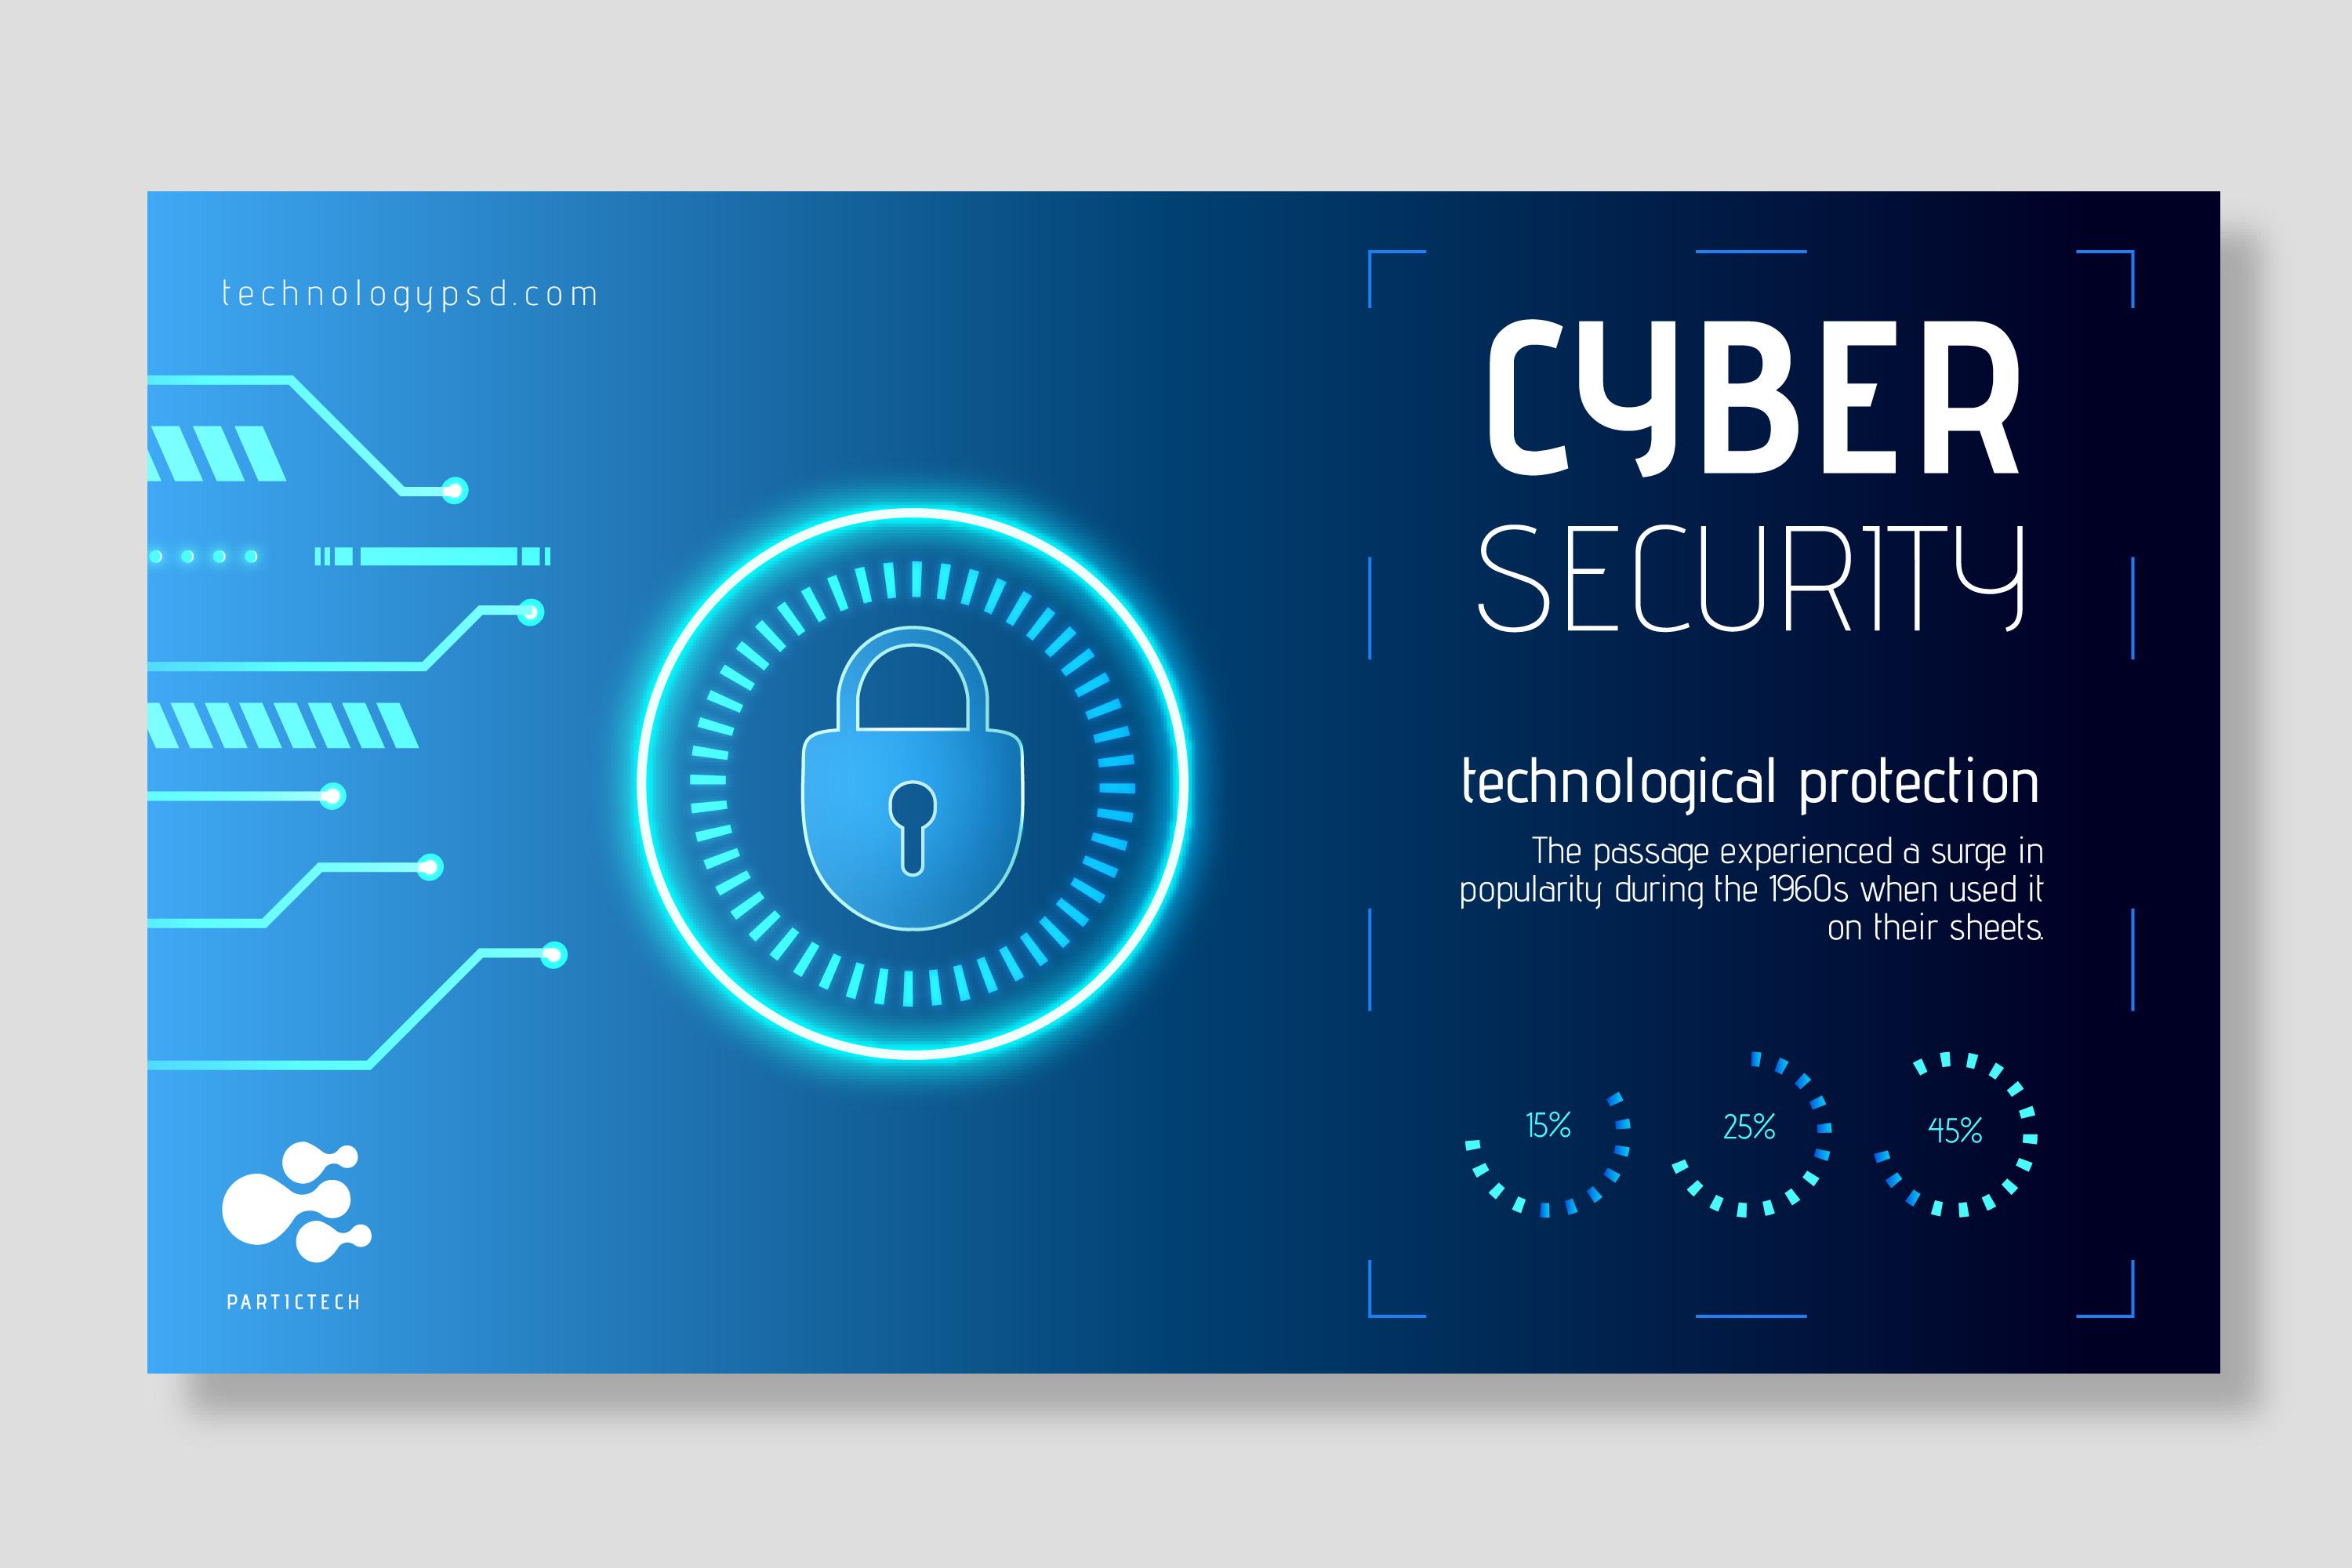 technologypsd.com
CYBER
SECURITY
technological protection
The passage experienced a surge in
popularity during the 1960s when used it
on their sheets.
15%
25%
45%
PARTICTECH